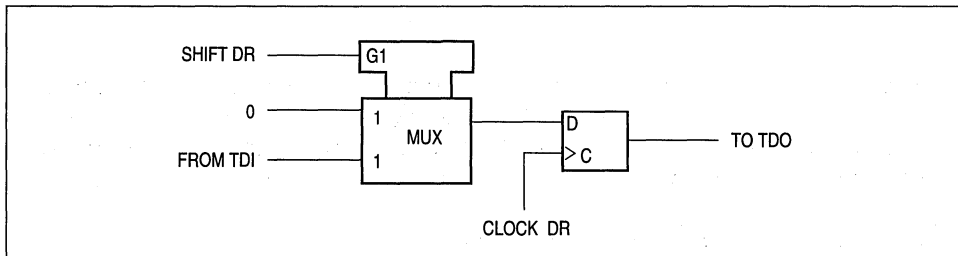 SHIFT DR
G1
0
1
MUX
D
TO TDO
FROM TDI
1
C
CLOCK DR